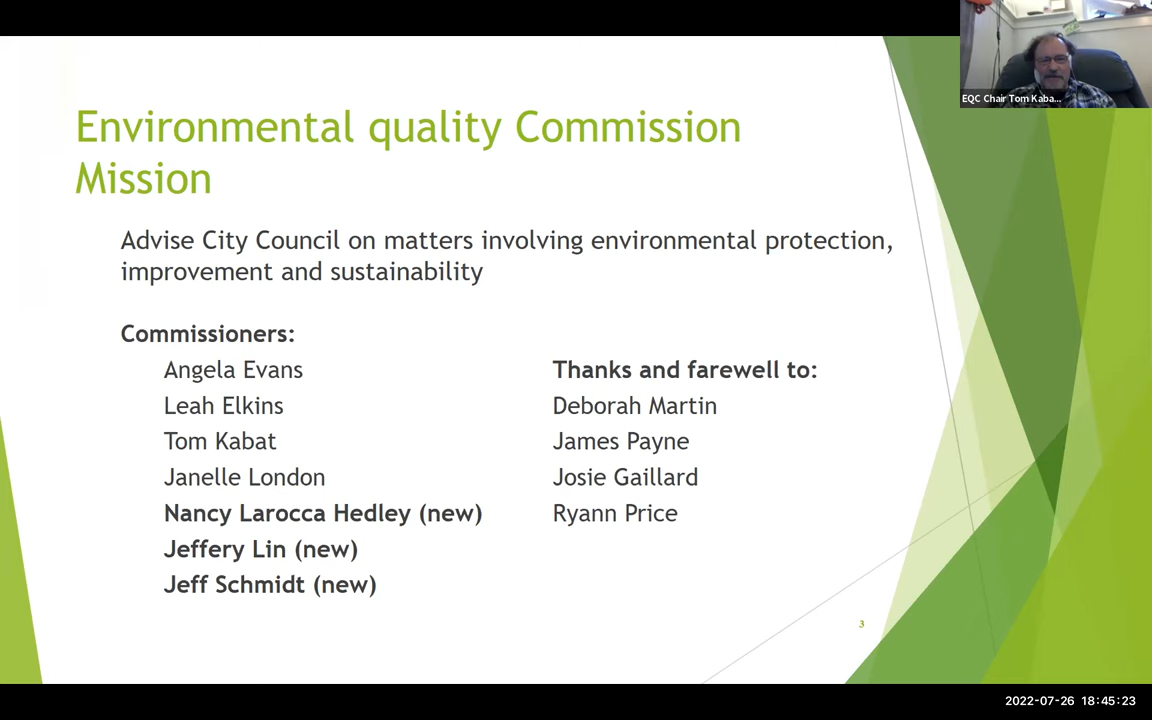 EQC Chair Tom Kaba...
Environmental quality Commission
Mission
Advise City Council on matters involving environmental protection,
improvement and sustainability
Commissioners:
Angela Evans
Leah Elkins
Tom Kabat
Janelle London
Nancy Larocca Hedley (new)
Jeffery Lin (new)
Jeff Schmidt (new)
Thanks and farewell to:
Deborah Martin
James Payne
Josie Gaillard
Ryann Price
3
2022-07-26 18:45:23